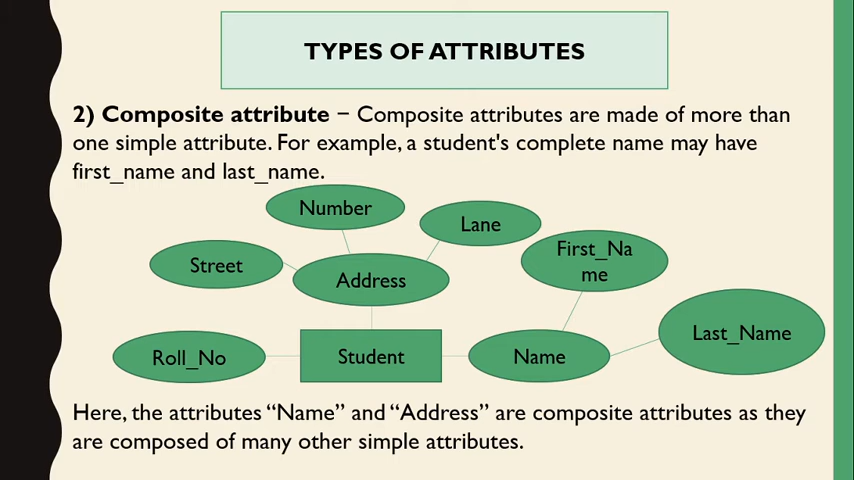 TYPES OF ATTRIBUTES
2) Composite attribute − Composite attributes are made of more than
one simple attribute. For example, a student's complete name may have
first_name and last_name.
Number
Lane
First_Na
me
Street
Address
Last_Name
Roll_No
Student
Name
Here, the attributes “Name” and “Address” are composite attributes as they
are composed of many other simple attributes.